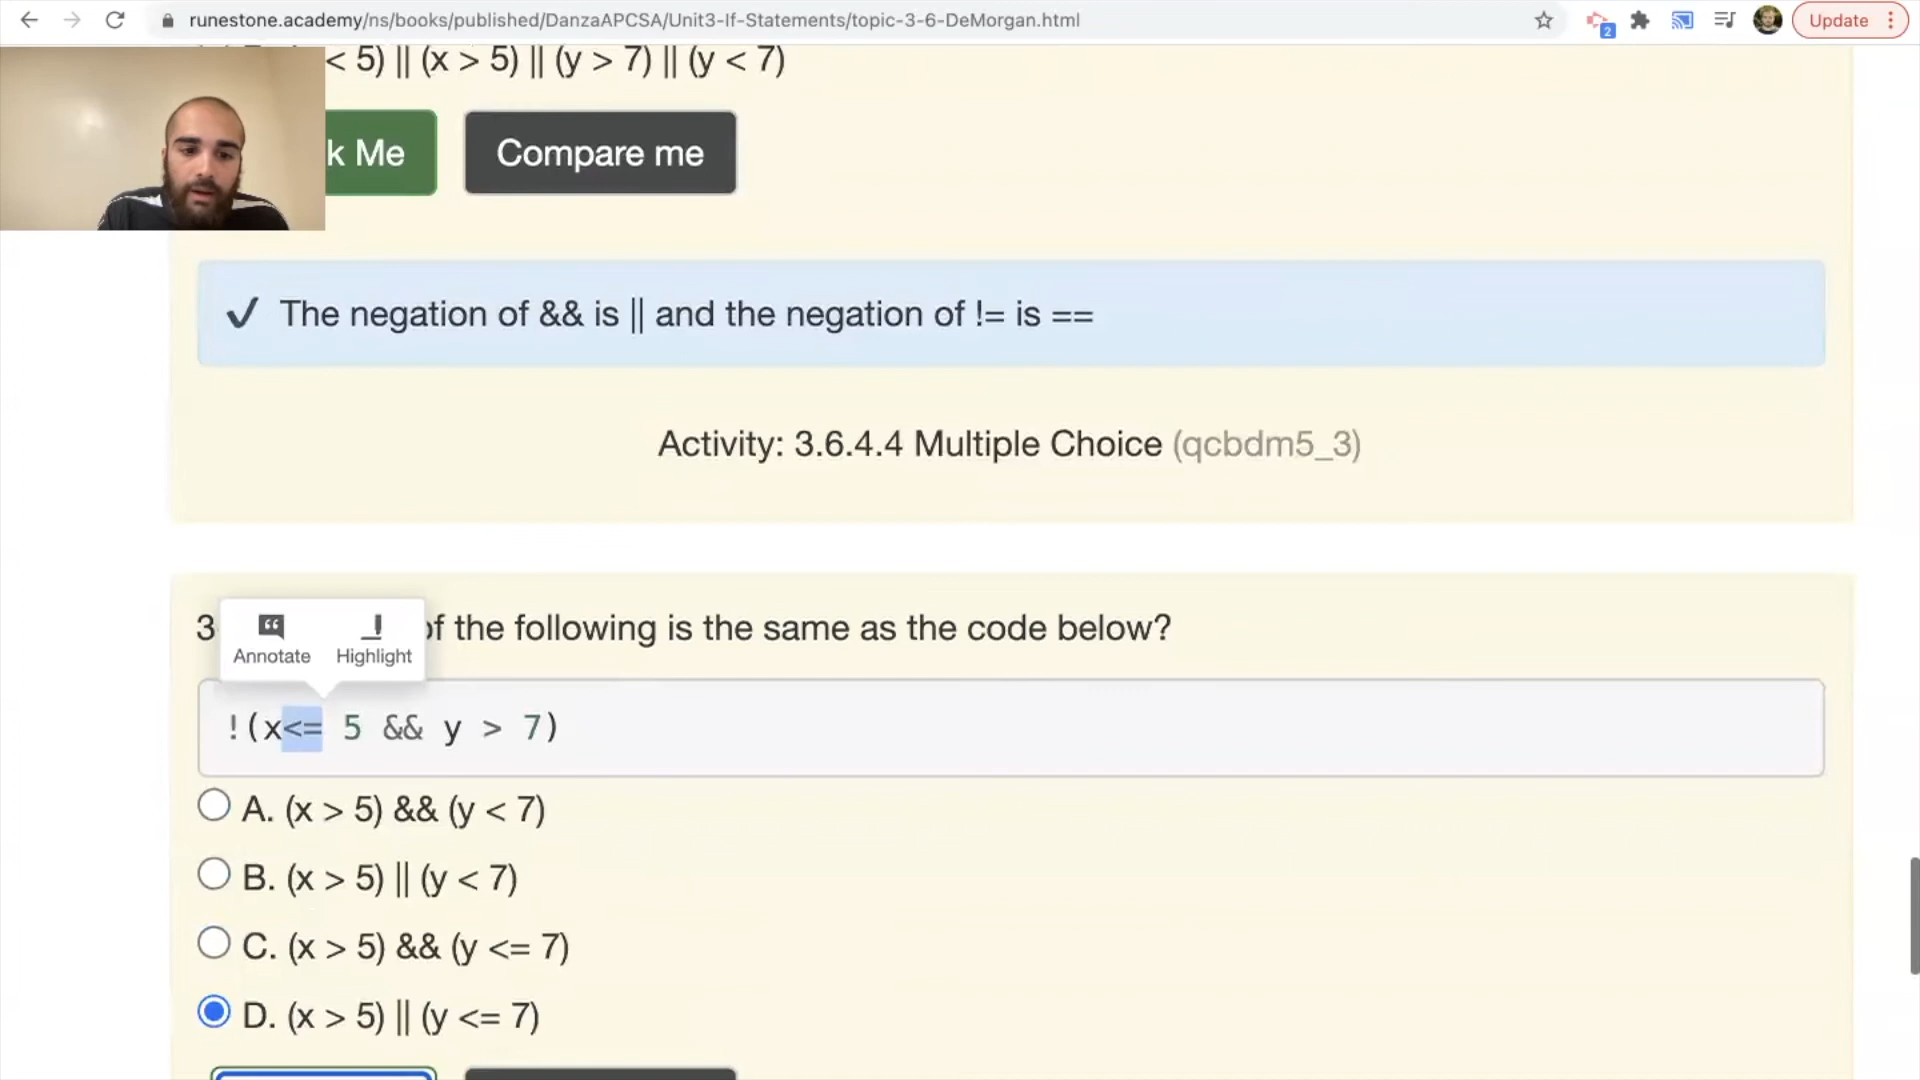 runestone.academy/ns/books/published/DanzaAPCSA/Unit3-If-Statements/topic-3-6-DeMorgan.html
2
Update
< 5) || (x > 5) || (y > 7) || (y < 7)
k Me
Compare me
✓ The negation of && is || and the negation of != is ==
Activity: 3.6.4.4 Multiple Choice (qcbdm5_3)
3
Annotate
Highlight
of the following is the same as the code below?
!(x<= 5 && y > 7)
A. (x > 5) && (y < 7)
B. (x > 5) || (y < 7)
C. (x > 5) && (y <= 7)
D. (x > 5) || (y <= 7)